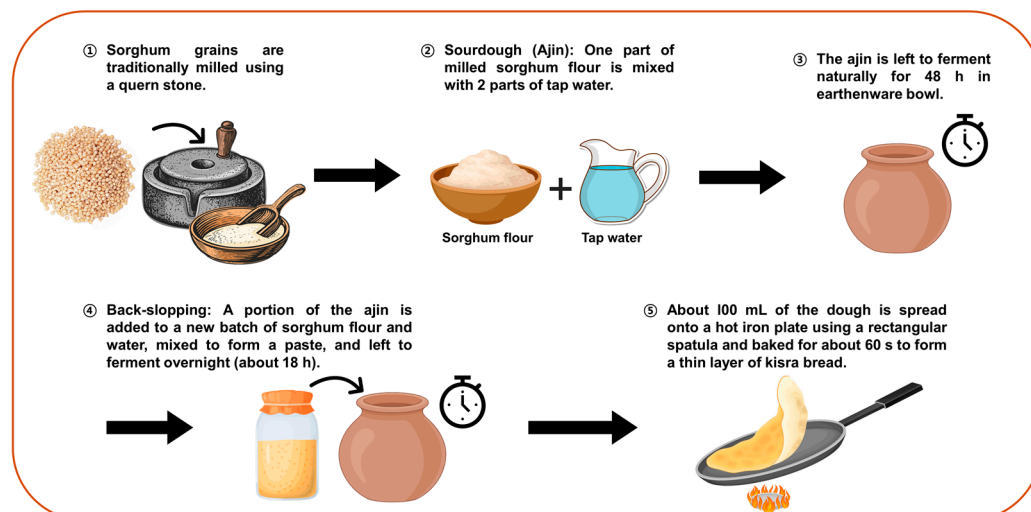 ① Sorghum grains are
traditionally milled using
a quern stone.
② Sourdough (Ajin): One part of
milled sorghum flour is mixed
with 2 parts of tap water.
③ The ajin is left to ferment
naturally for 48 h in
earthenware bowl.
Sorghum flour
Tap water
④ Back-slopping: A portion of the ajin is
added to a new batch of sorghum flour and
water, mixed to form a paste, and left to
ferment overnight (about 18 h).
⑤ About l00 mL of the dough is spread
onto a hot iron plate using a rectangular
spatula and baked for about 60 s to form
a thin layer of kisra bread.